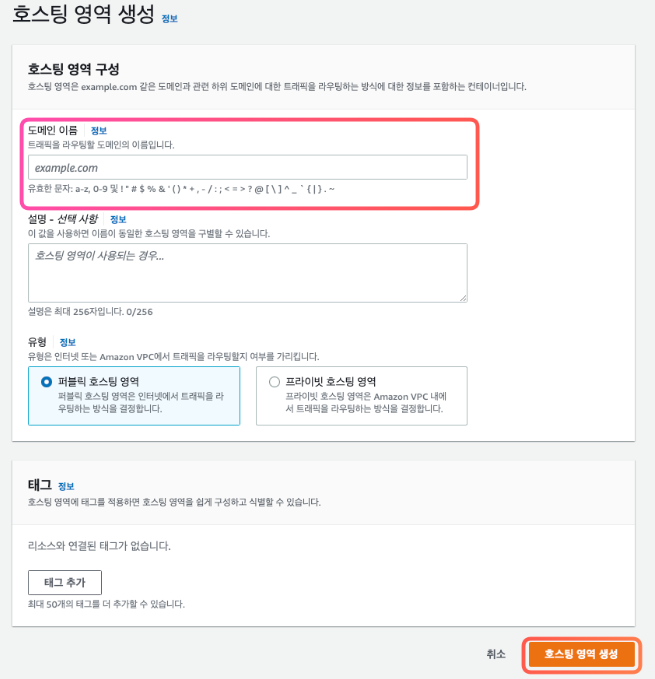 호스팅 영역 생성 정보
호스팅 영역 구성
호스팅 영역은 example.com 같은 도메인과 관련 하위 도메인에 대한 트래픽을 라우팅하는 방식에 대한 정보를 포함하는 컨테이너입니다.
도메인 이름 정보
트래픽을 라우팅할 도메인의 이름입니다.
example.com
유효한 문자: a-z, 0-9 및 ! " # $ % & ' ( ) * + , - / : ; < = > ? @ [ \ ] ^ _ ` { | } . ~
설명 - 선택 사항 정보
이 값을 사용하면 이름이 동일한 호스팅 영역을 구별할 수 있습니다.
호스팅 영역이 사용되는 경우...
설명은 최대 256자입니다. 0/256
유형 정보
유형은 인터넷 또는 Amazon VPC에서 트래픽을 라우팅할지 여부를 가리킵니다.
퍼블릭 호스팅 영역
퍼블릭 호스팅 영역은 인터넷에서 트래픽을 라
우팅하는 방식을 결정합니다.
프라이빗 호스팅 영역
프라이빗 호스팅 영역은 Amazon VPC 내에
서 트래픽을 라우팅하는 방식을 결정합니다.
태그 정보
호스팅 영역에 태그를 적용하면 호스팅 영역을 쉽게 구성하고 식별할 수 있습니다.
리소스와 연결된 태그가 없습니다.
태그 추가
최대 50개의 태그를 더 추가할 수 있습니다.
취소 호스팅 영역 생성